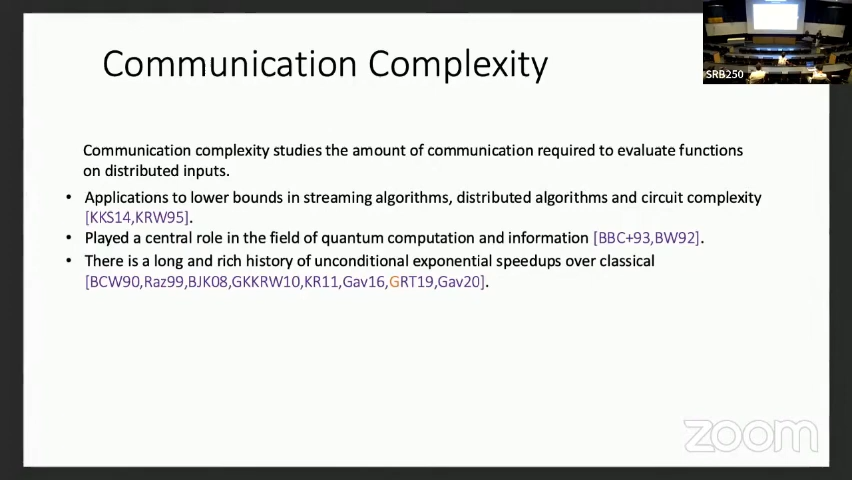 Communication Complexity
SRB250
Communication complexity studies the amount of communication required to evaluate functions
on distributed inputs.
• Applications to lower bounds in streaming algorithms, distributed algorithms and circuit complexity
[KKS14,KRW95].
• Played a central role in the field of quantum computation and information [BBC+93,BW92].
• There is a long and rich history of unconditional exponential speedups over classical
[BCW90,Raz99,BJK08,GKKRW10,KR11,Gav16,GRT19,Gav20].
zoom